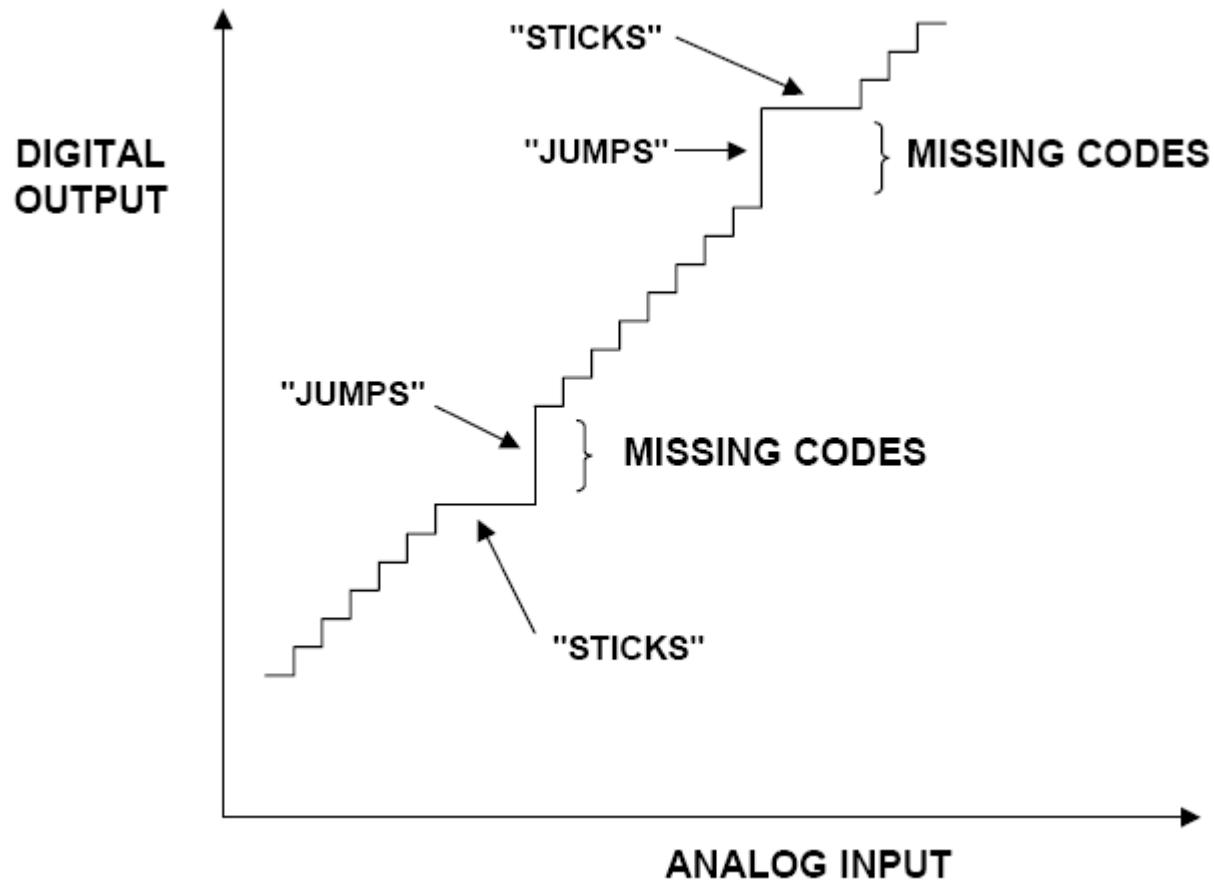 "STICKS"
"JUMPS"
MISSING CODES
DIGITAL
OUTPUT
"JUMPS"
MISSING CODES
"STICKS"
ANALOG INPUT